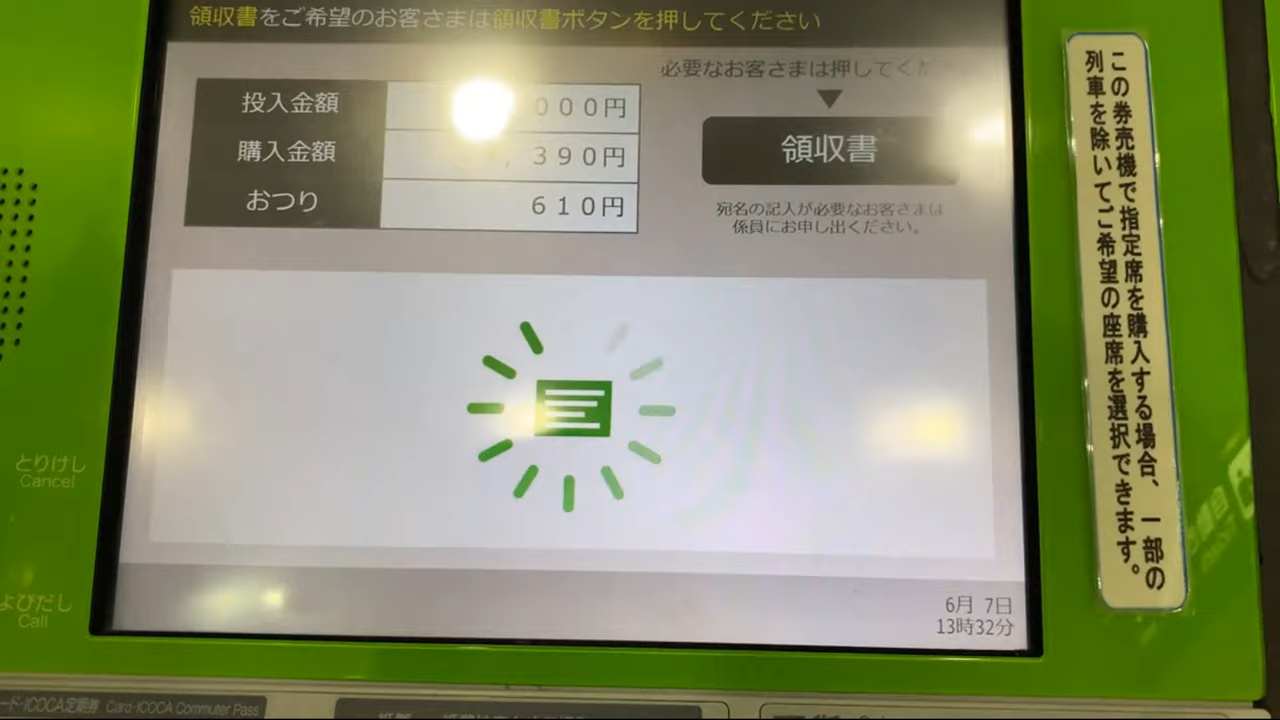 領収書をご希望のお客さまは領収書ボタンを押してください
必要なお客さまは押してくだ
投入金額 000円
購入金額 , 390円
おつり 610円
領収書
宛名の記入が必要なお客さまは
係員にお申し出ください。
6月 7日
13時32分
この券売機で指定席を購入する場合、一部の
列車を除いてご希望の座席を選択できます。
とりけし
Cancel
よびだし
Call
ード・ICOCA定期券 Card・ICOCA Commuter Pass